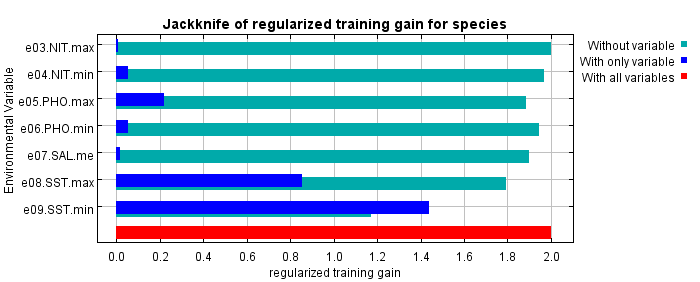 Jackknife of regularized training gain for species
Environmental Variable
e03.NIT.max
e04.NIT.min
e05.PHO.max
e06.PHO.min
e07.SAL.me
e08.SST.max
e09.SST.min
0.0 0.2 0.4 0.6 0.8 1.0 1.2 1.4 1.6 1.8 2.0
regularized training gain
Without variable
With only variable
With all variables